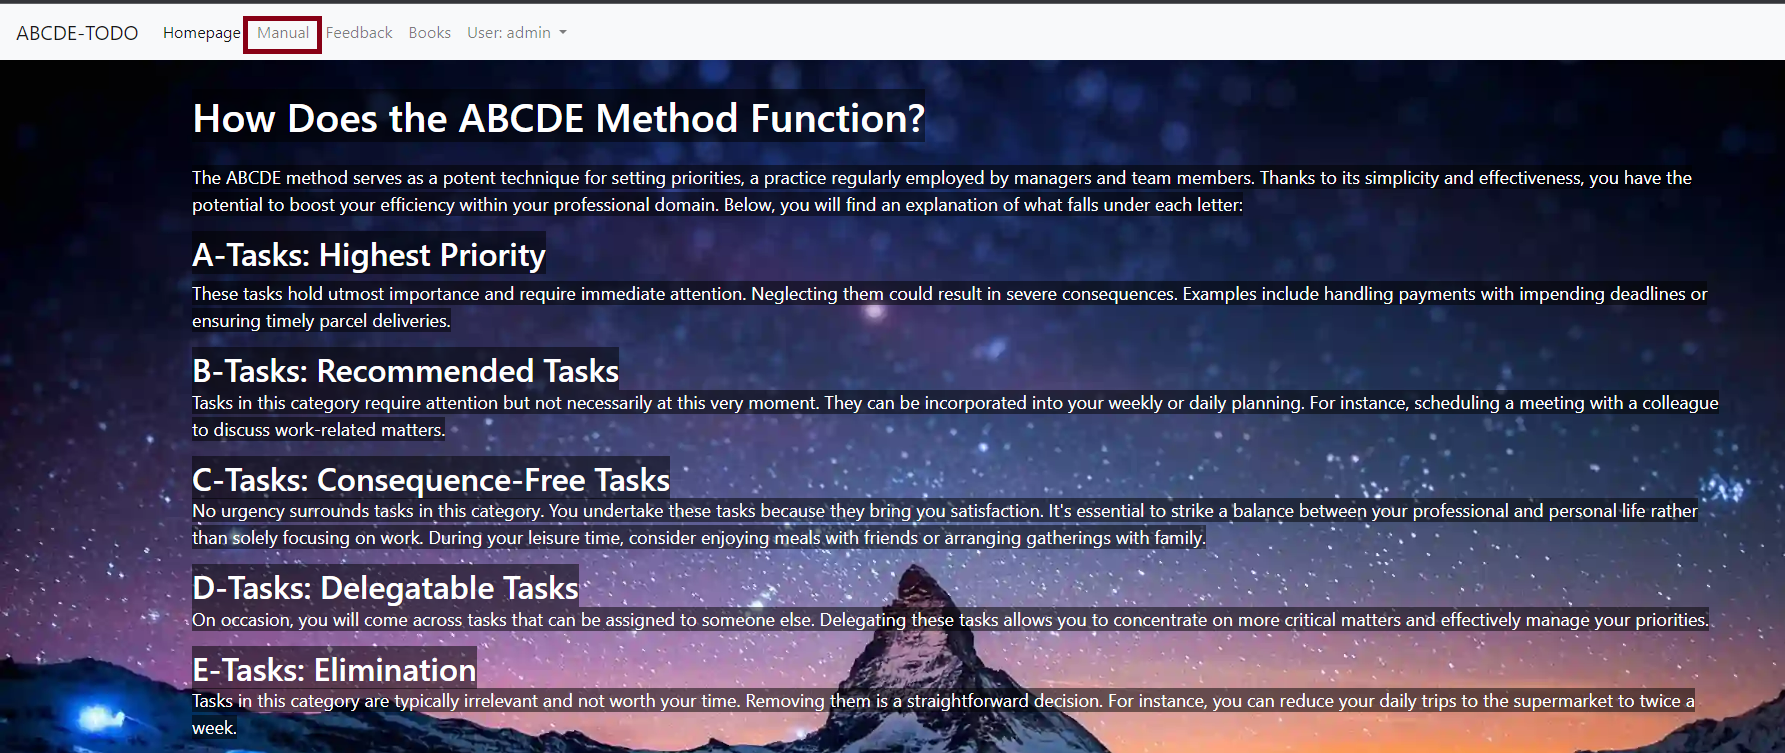 ABCDE-TODO Homepage Manual Feedback Books User: admin
How Does the ABCDE Method Function?
The ABCDE method serves as a potent technique for setting priorities, a practice regularly employed by managers and team members. Thanks to its simplicity and effectiveness, you have the
potential to boost your efficiency within your professional domain. Below, you will find an explanation of what falls under each letter:
A-Tasks: Highest Priority
These tasks hold utmost importance and require immediate attention. Neglecting them could result in severe consequences. Examples include handling payments with impending deadlines or
ensuring timely parcel deliveries.
B-Tasks: Recommended Tasks
Tasks in this category require attention but not necessarily at this very moment. They can be incorporated into your weekly or daily planning. For instance, scheduling a meeting with a colleague
to discuss work-related matters.
C-Tasks: Consequence-Free Tasks
No urgency surrounds tasks in this category. You undertake these tasks because they bring you satisfaction. It's essential to strike a balance between your professional and personal life rather
than solely focusing on work. During your leisure time, consider enjoying meals with friends or arranging gatherings with family.
D-Tasks: Delegatable Tasks
On occasion, you will come across tasks that can be assigned to someone else. Delegating these tasks allows you to concentrate on more critical matters and effectively manage your priorities.
E-Tasks: Elimination
Tasks in this category are typically irrelevant and not worth your time. Removing them is a straightforward decision. For instance, you can reduce your daily trips to the supermarket to twice a
week.